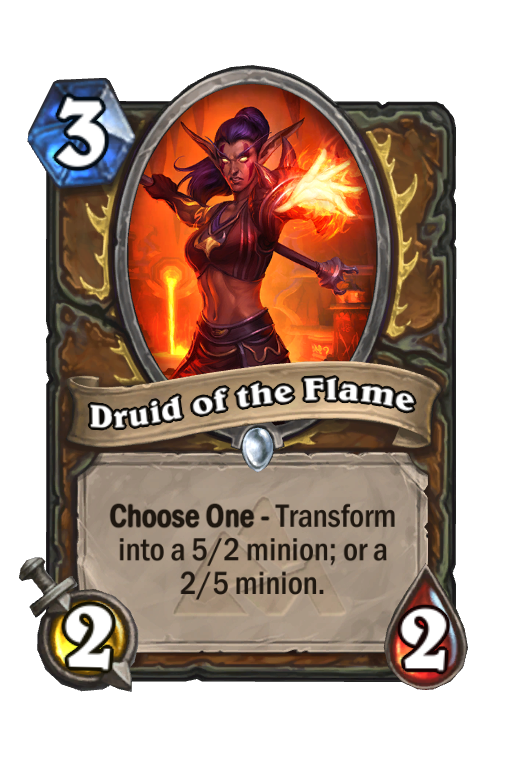 3
Druid of the Flame
Choose One - Transform
into a 5/2 minion; or a
2/5 minion.
2
2